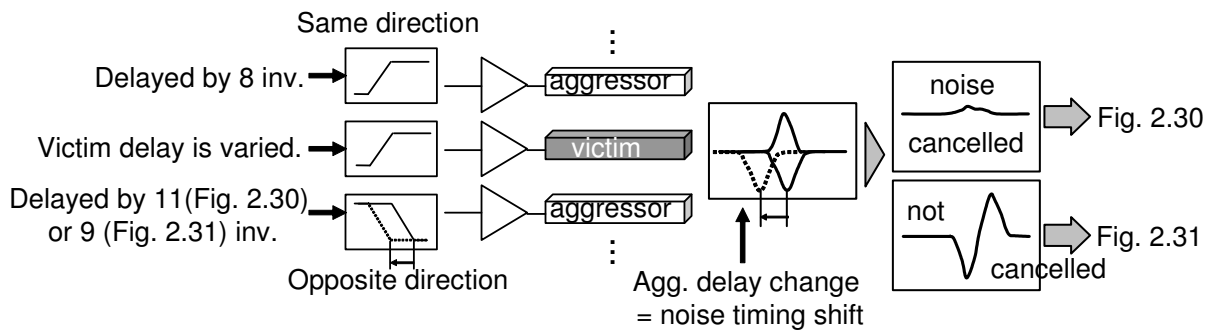 Same direction
Delayed by 8 inv.
aggressor
Victim delay is varied.
victim
Delayed by 11(Fig. 2.30)
or 9 (Fig. 2.31) inv.
aggressor
Opposite direction
Agg. delay change
= noise timing shift
noise
cancelled
Fig. 2.30
not
cancelled
Fig. 2.31